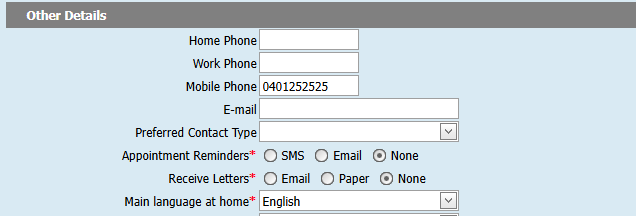 Other Details
Home Phone
Work Phone
Mobile Phone 0401252525
E-mail
Preferred Contact Type
Appointment Reminders* SMS Email None
Receive Letters* Email Paper None
Main language at home* English